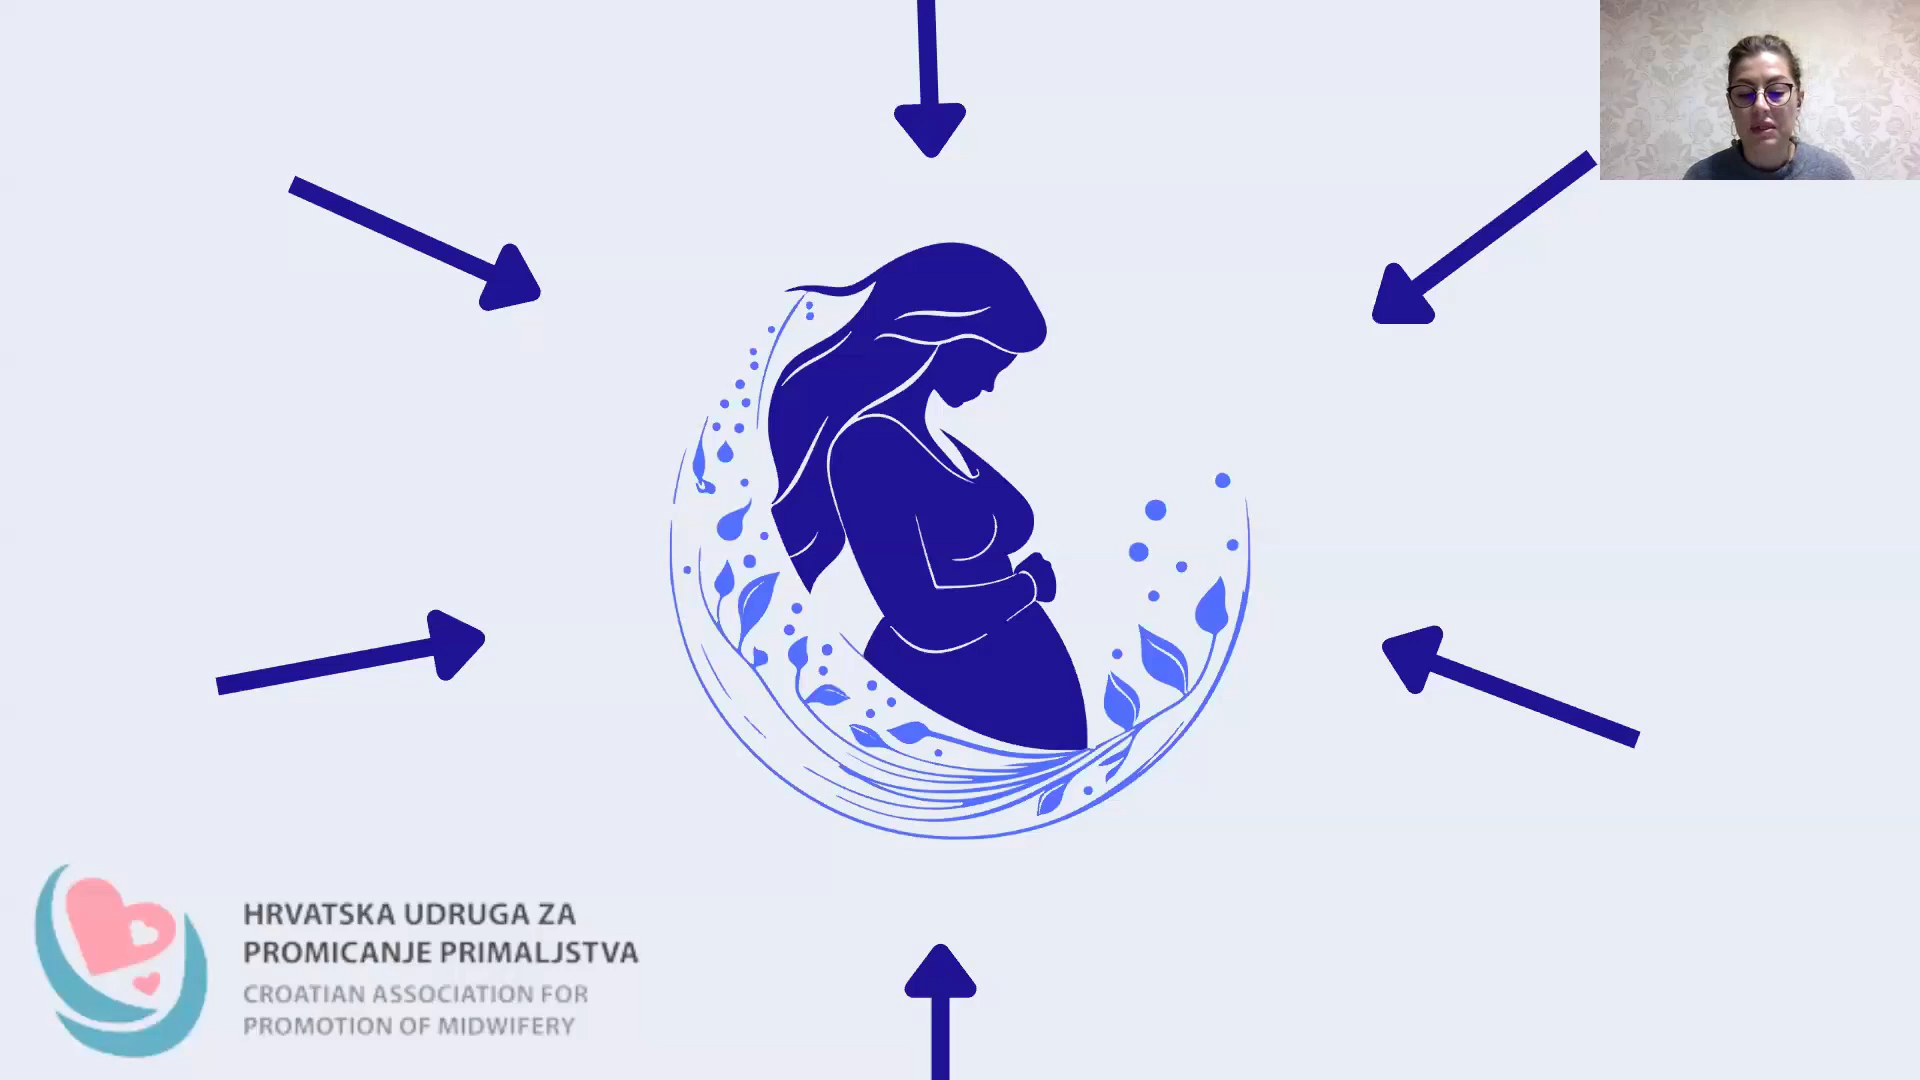 HRVATSKA UDRUGA ZA
PROMICANJE PRIMALJSTVA
CROATIAN ASSOCIATION FOR
PROMOTION OF MIDWIFERY